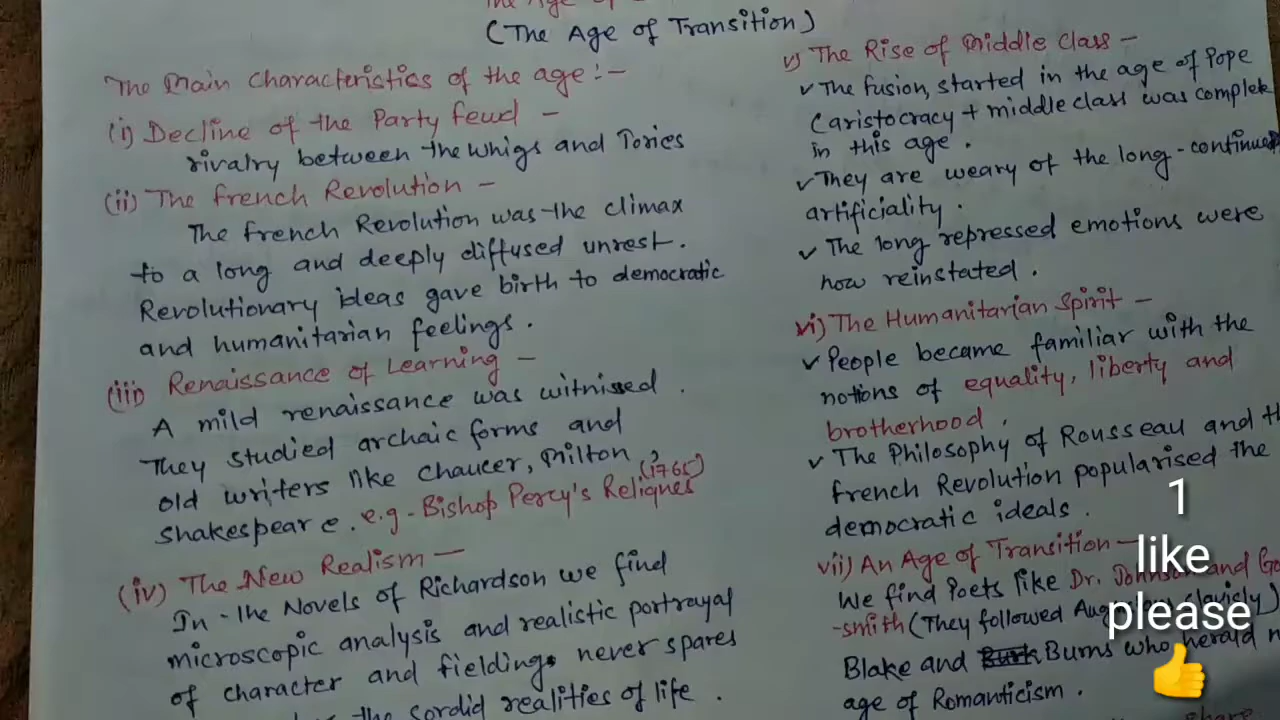 The Age of
(The Age of Transition)
The Main Characteristics of the age:-
(i) Decline of the Party feud -
rivalry between the Whigs and Tories
(ii) The French Revolution -
The French Revolution was the climax
to a long and deeply diffused unrest.
Revolutionary ideas gave birth to democratic
and humanitarian feelings.
(iii) Renaissance of Learning -
A mild renaissance was witnissed.
They studied archaic forms and
old writers like Chaucer, Milton,
Shakespeare. e.g- Bishop Percy's Reliques (1765)
(iv) The New Realism -
In the Novels of Richardson we find
microscopic analysis and realistic portrayal
of character and fielding never spares
the sordid realities of life.
v) The Rise of Middle Class -
✓ The fusion, started in the age of Pope
(aristocracy + middle class was complete
in this age.
✓ They are weary of the long-continued
artificiality.
✓ The long repressed emotions were
now reinstated.
vi) The Humanitarian Spirit -
✓ People became familiar with the
notions of equality, liberty and
brotherhood.
✓ The Philosophy of Rousseau and th
French Revolution popularised the
democratic ideals.
vii) An Age of Transition -
We find Poets like Dr. Johnson and Go
-smith (They followed Augustan slavisly)
Blake and Burns who herald n
age of Romanticism.
share
1
like
please
👍